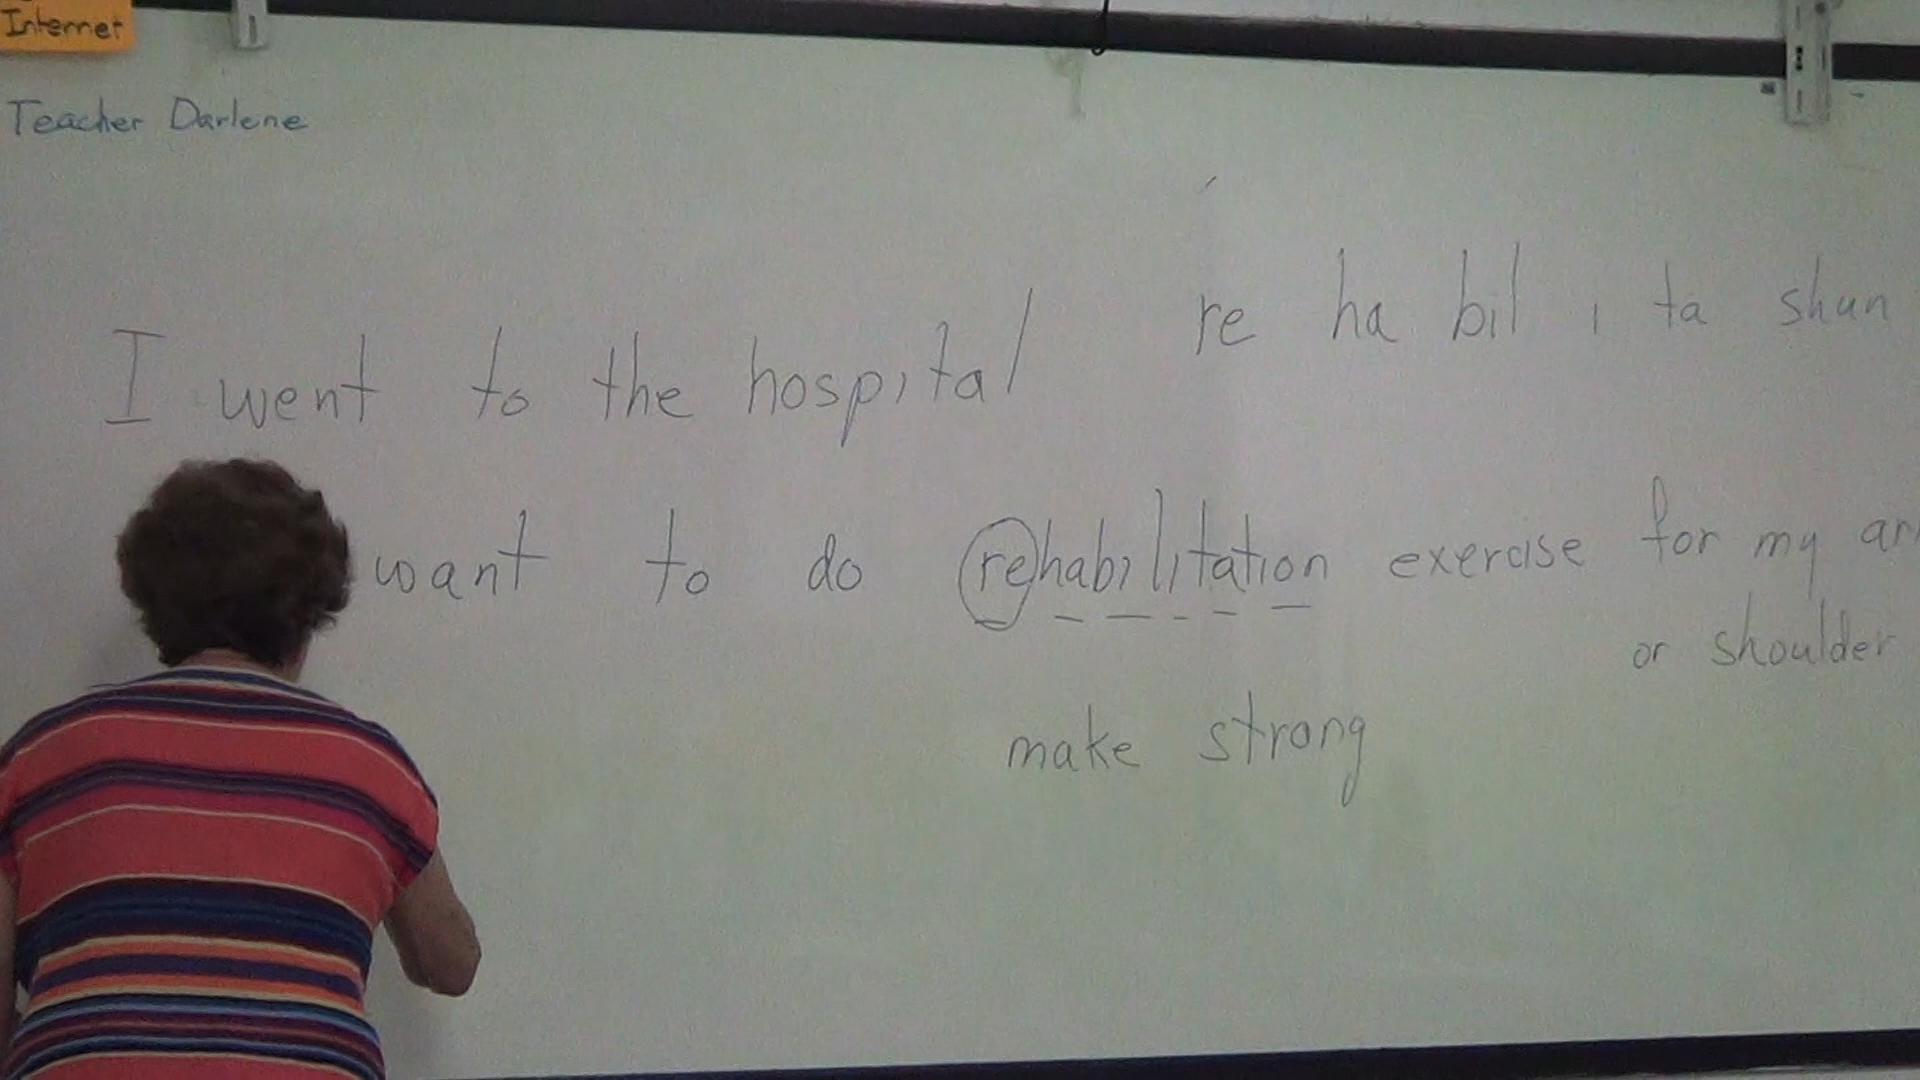 Internet
Teacher Darlene
re ha bil i ta shun
I went to the hospital
want to do rehabilitation exercise for my
or shoulder
make strong